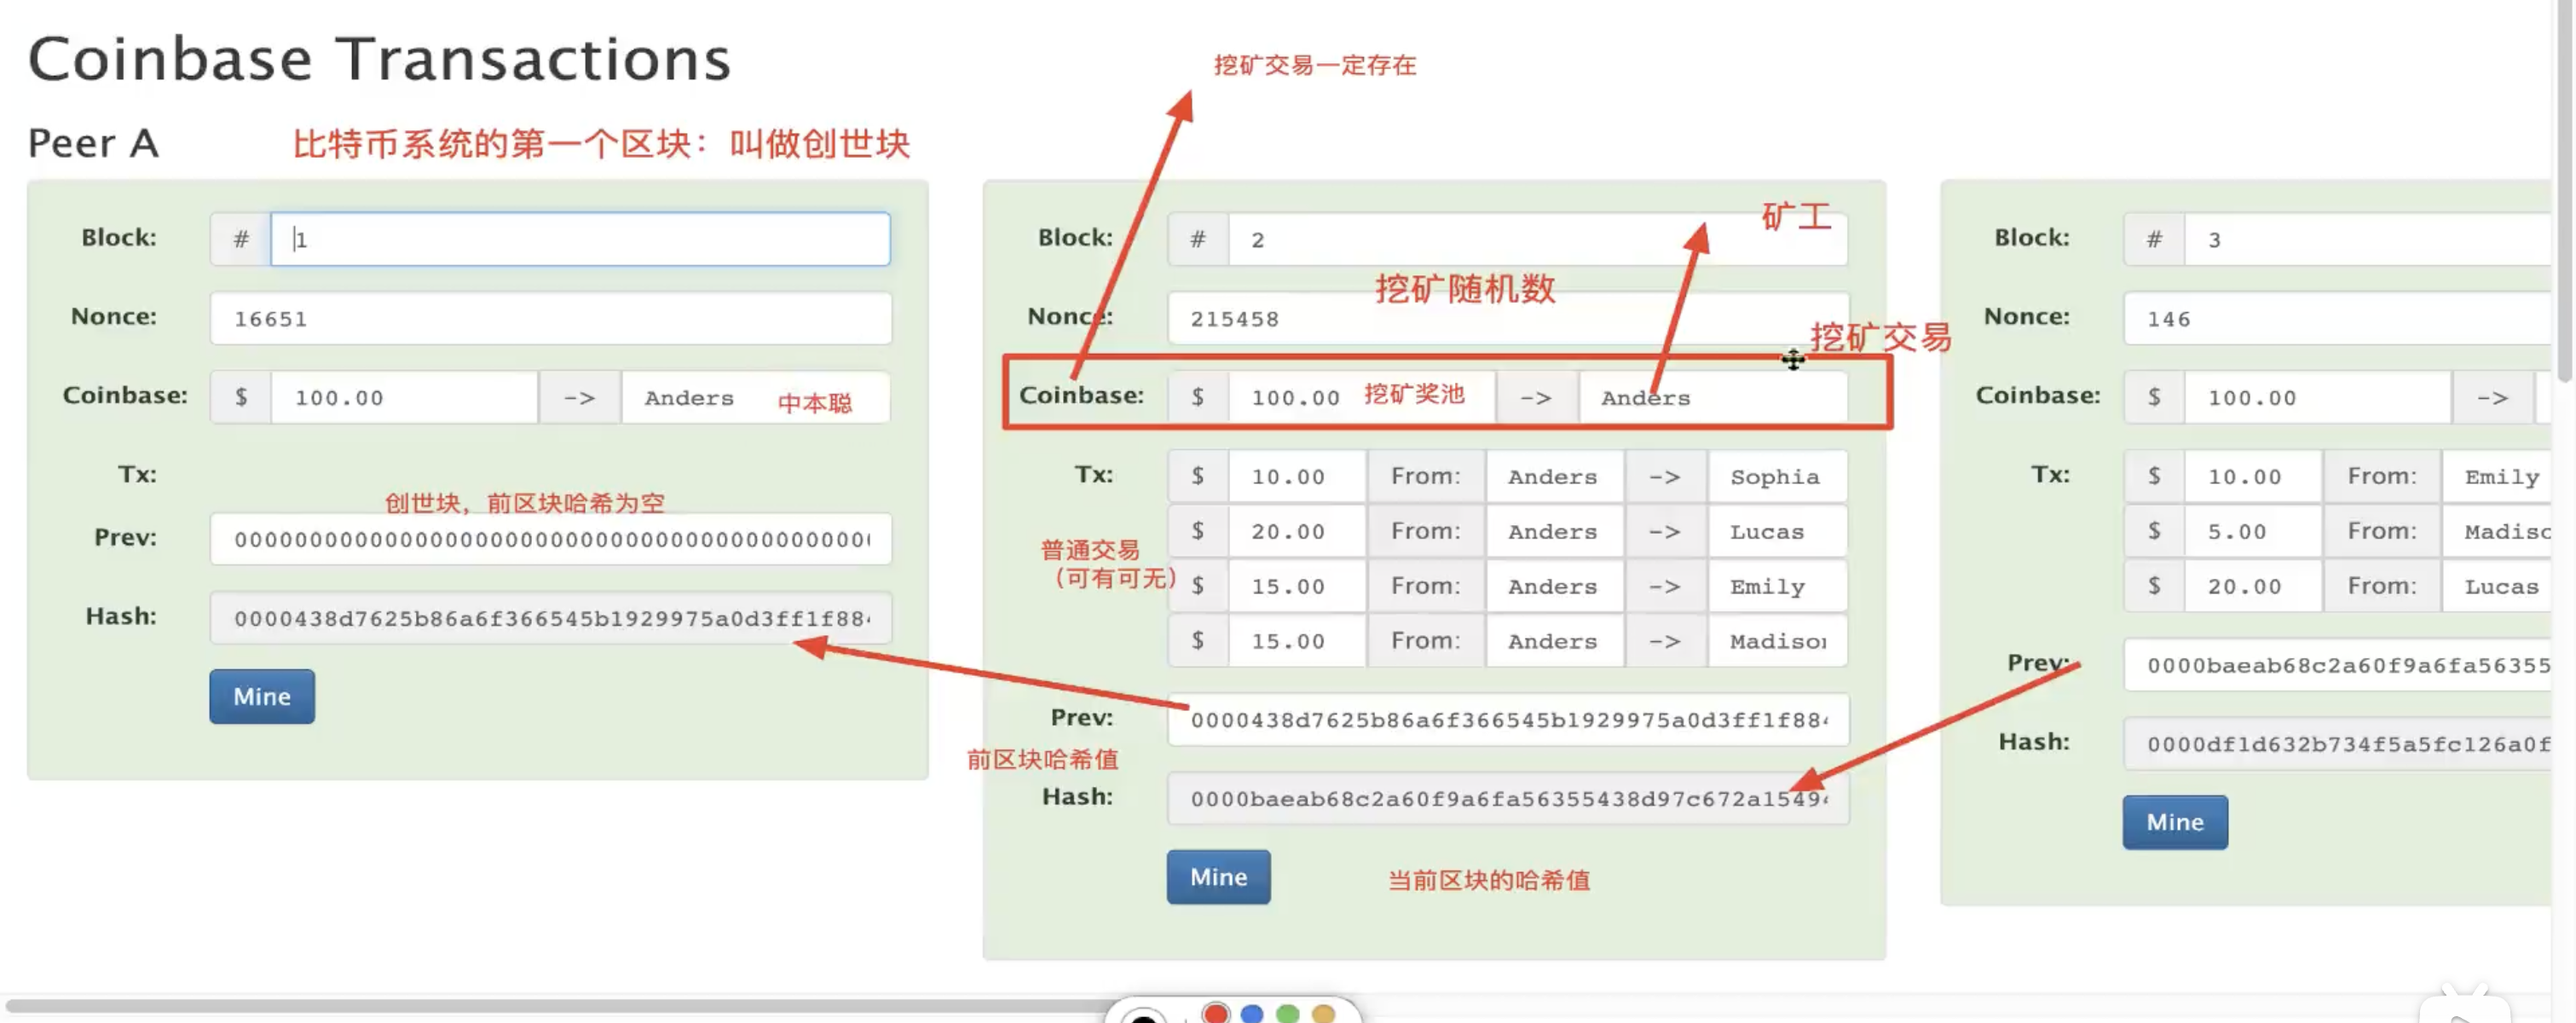 Coinbase Transactions
挖矿交易一定存在
Peer A
比特币系统的第一个区块：叫做创世块
Block: # 1
Nonce: 16651
Coinbase: $ 100.00 -> Anders 中本聪
Tx:
创世块，前区块哈希为空
Prev: 0000000000000000000000000000000000000000000
Hash: 0000438d7625b86a6f366545b1929975a0d3ff1f88
Mine
矿工
Block: # 2
挖矿随机数
Nonce: 215458
挖矿交易
Coinbase: $ 100.00 挖矿奖池 -> Anders
Tx: $ 10.00 From: Anders -> Sophia
$ 20.00 From: Anders -> Lucas
普通交易
（可有可无）
$ 15.00 From: Anders -> Emily
$ 15.00 From: Anders -> Madison
Prev: 0000438d7625b86a6f366545b1929975a0d3ff1f88
前区块哈希值
Hash: 0000baeab68c2a60f9a6fa56355438d97c672a1549
Mine
当前区块的哈希值
Block: # 3
Nonce: 146
Coinbase: $ 100.00 ->
Tx: $ 10.00 From: Emily
$ 5.00 From: Madisc
$ 20.00 From: Lucas
Prev: 0000baeab68c2a60f9a6fa56355
Hash: 0000df1d632b734f5a5fc126a0f
Mine